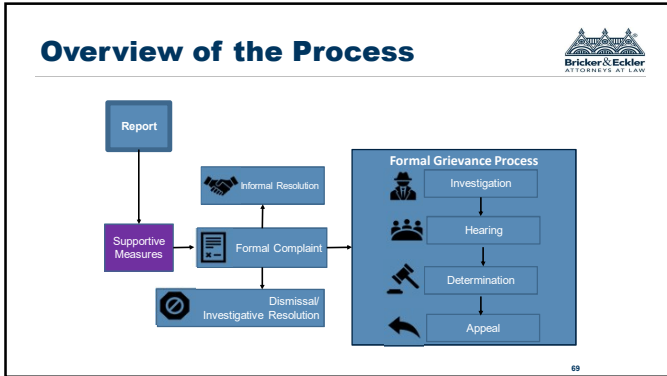 Overview of the Process
Bricker&Eckler
ATTORNEYS AT LAW
Report
Supportive
Measures
Informal Resolution
Formal Complaint
Dismissal/
Investigative Resolution
Formal Grievance Process
Investigation
Hearing
Determination
Appeal
69